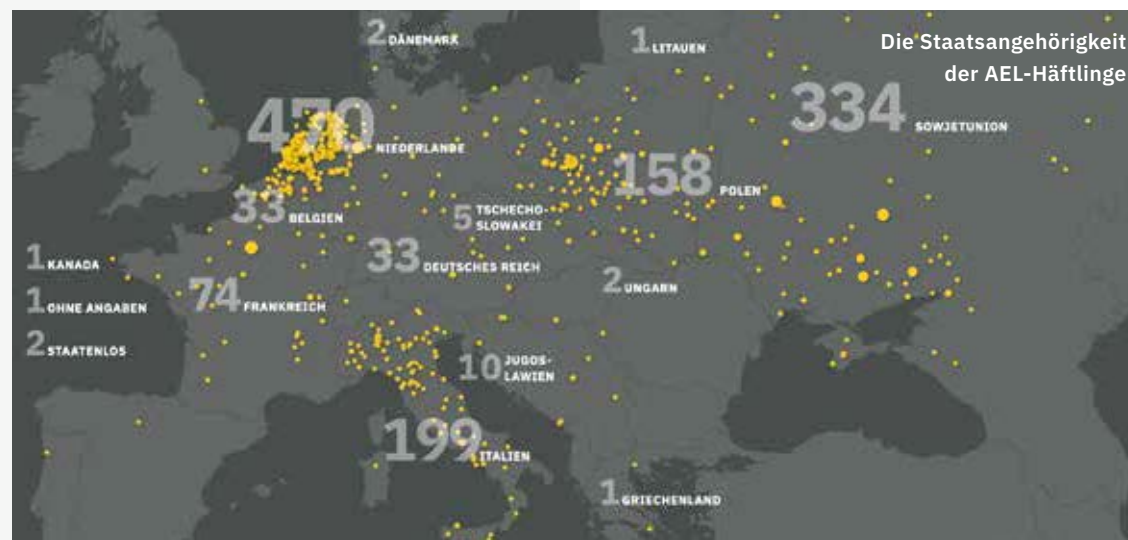 Die Staatsangehörigkeit
der AEL-Häftlinge
2 DÄNEMARK
1 LITAUEN
334 SOWJETUNION
470 NIEDERLANDE
158 POLEN
33 BELGIEN
5 TSCHECHO-
SLOWAKEI
33 DEUTSCHES REICH
1 KANADA
2 UNGARN
74 FRANKREICH
1 OHNE ANGABEN
2 STAATENLOS
10 JUGOS-
LAWIEN
199 ITALIEN
1 GRIECHENLAND